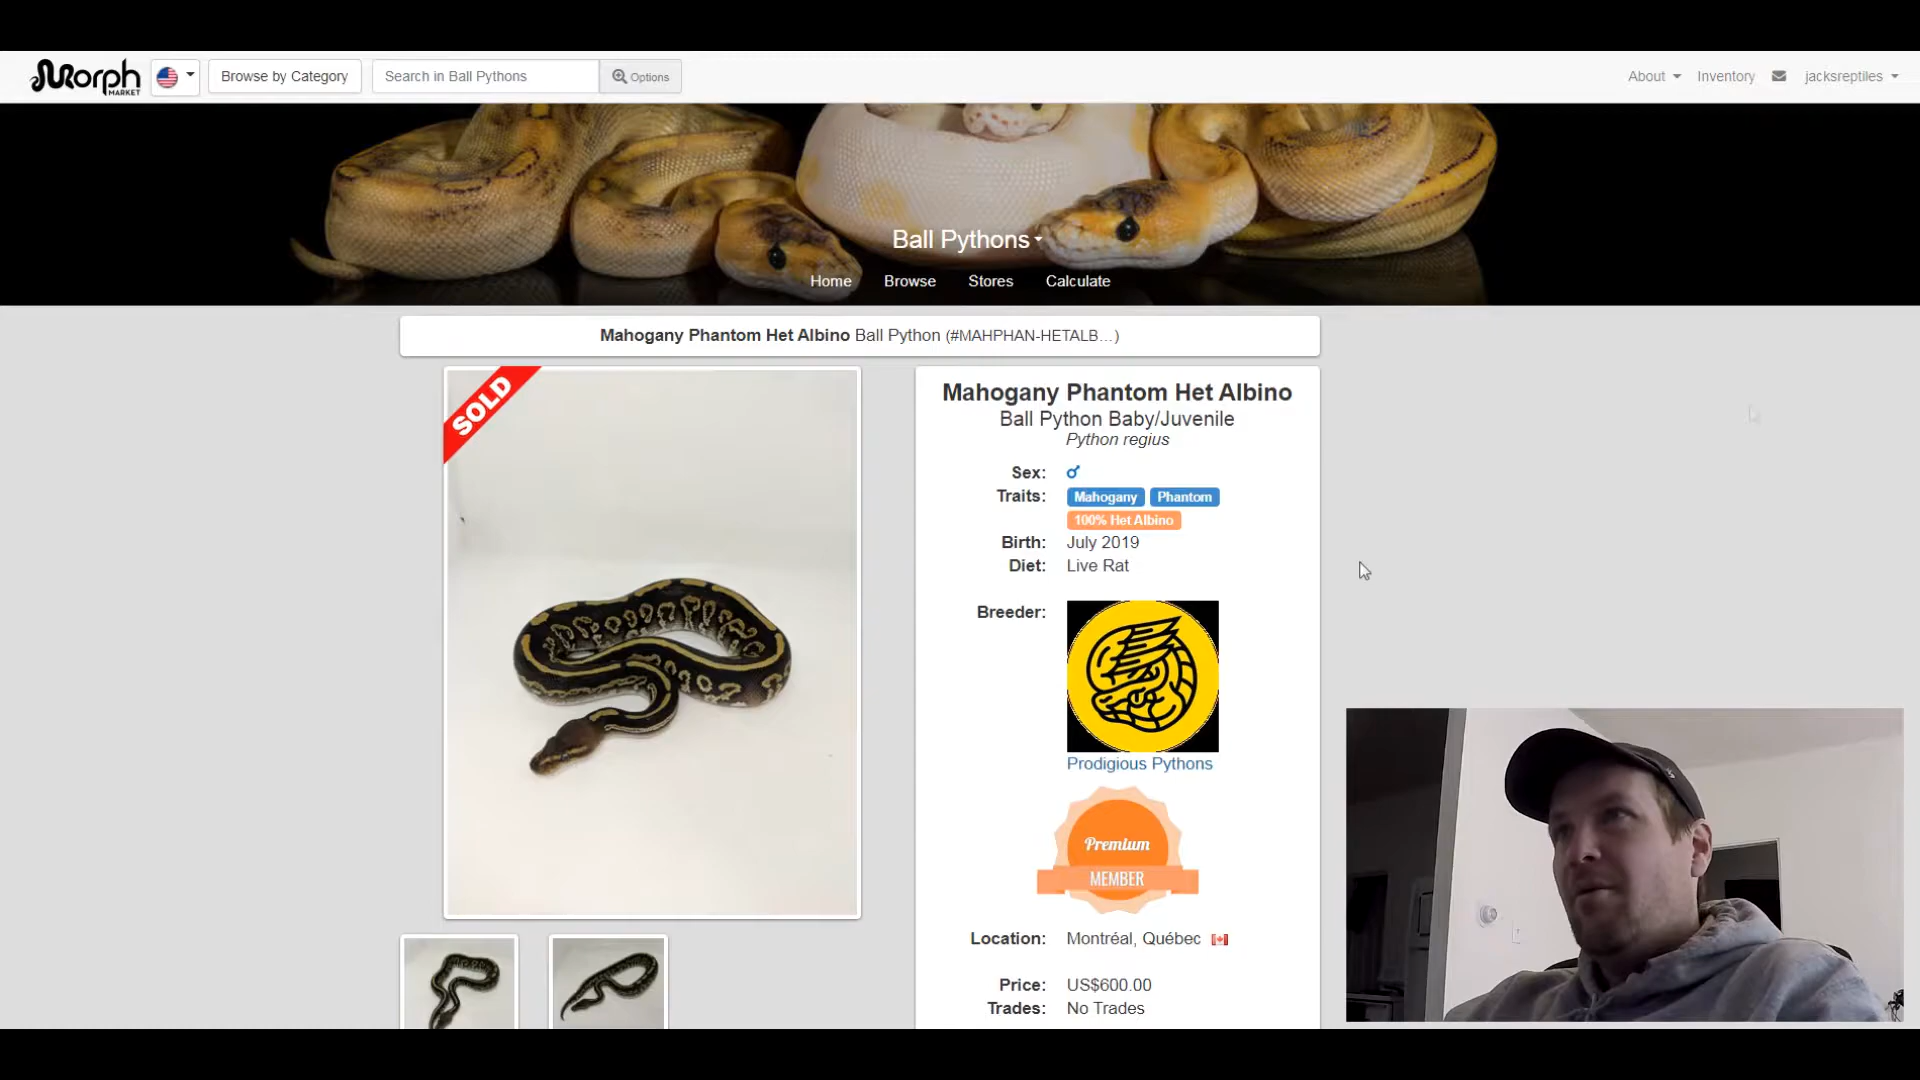 Morph
MARKET
Browse by Category
Search in Ball Pythons
Options
About
Inventory
jacksreptiles
Ball Pythons
Home
Browse
Stores
Calculate
Mahogany Phantom Het Albino Ball Python (#MAHPHAN-HETALB...)
SOLD
Mahogany Phantom Het Albino
Ball Python Baby/Juvenile
Python regius
Sex: ♂
Traits: Mahogany Phantom
100% Het Albino
Birth: July 2019
Diet: Live Rat
Breeder:
Prodigious Pythons
Premium
MEMBER
Location: Montréal, Québec
Price: US$600.00
Trades: No Trades